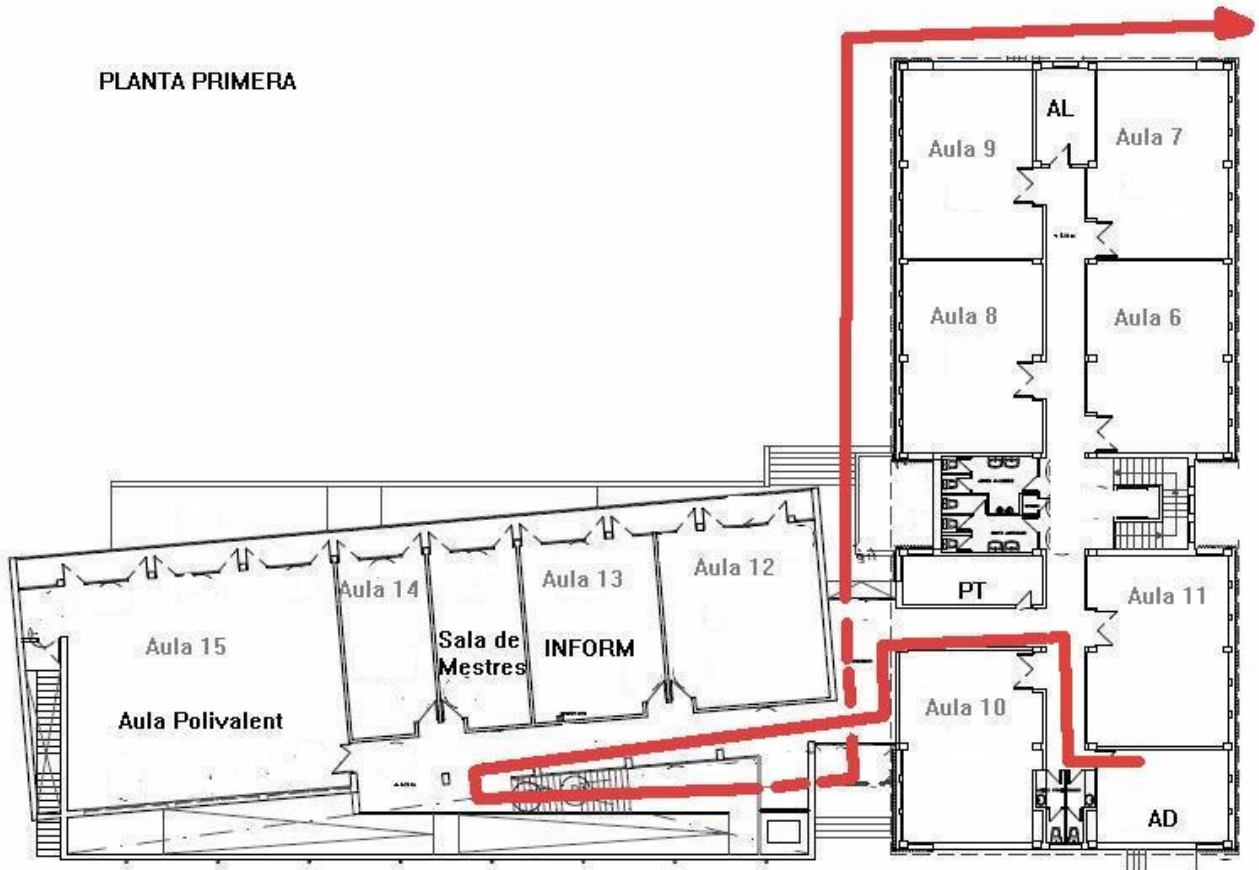 PLANTA PRIMERA
AL
Aula 9
Aula 7
Aula 8
Aula 6
Aula 14
Aula 13
Aula 12
PT
Aula 11
Aula 15
Sala de
Mestres
INFORM
Aula Polivalent
Aula 10
AD